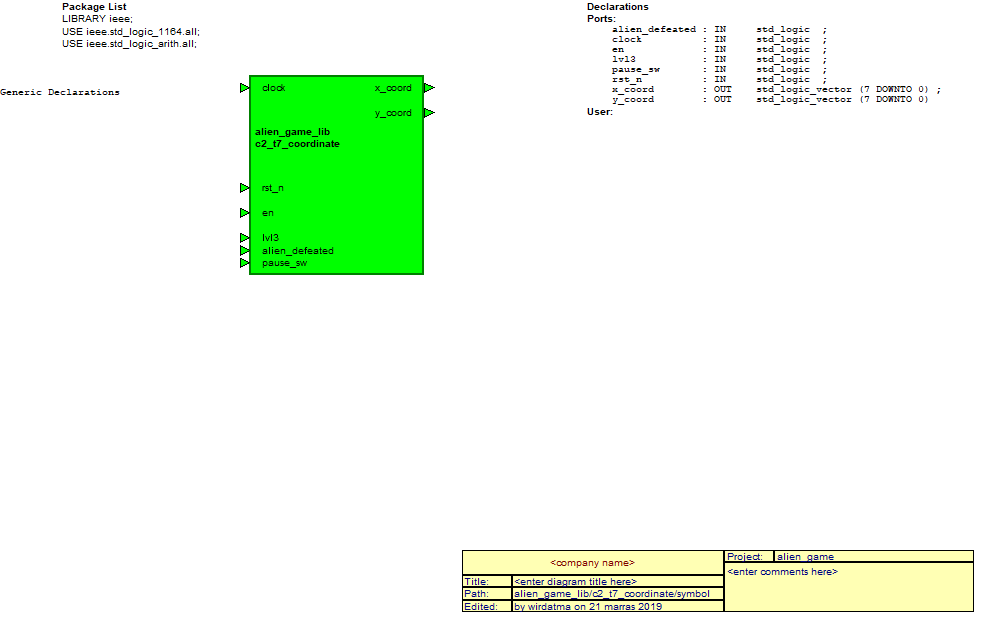 Package List
LIBRARY ieee;
USE ieee.std_logic_1164.all;
USE ieee.std_logic_arith.all;
Generic Declarations
Declarations
Ports:
alien_defeated : IN std_logic ;
clock : IN std_logic ;
en : IN std_logic ;
lvl3 : IN std_logic ;
pause_sw : IN std_logic ;
rst_n : IN std_logic ;
x_coord : OUT std_logic_vector (7 DOWNTO 0) ;
y_coord : OUT std_logic_vector (7 DOWNTO 0)
User:
clock x_coord
y_coord
alien_game_lib
c2_t7_coordinate
rst_n
en
lvl3
alien_defeated
pause_sw
<company name>
Title: <enter diagram title here>
Path: alien_game_lib/c2_t7_coordinate/symbol
Edited: by wirdatma on 21 marras 2019
Project: alien_game
<enter comments here>